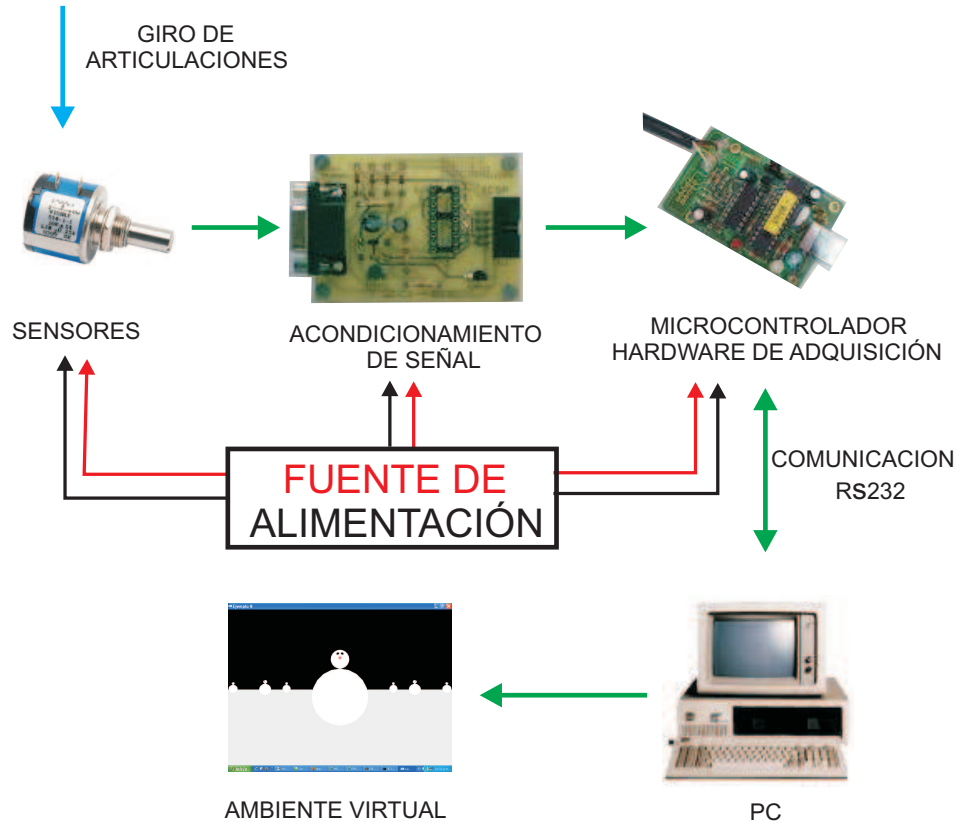 GIRO DE
ARTICULACIONES
SENSORES
ACONDICIONAMIENTO
DE SEÑAL
MICROCONTROLADOR
HARDWARE DE ADQUISICIÓN
FUENTE DE
ALIMENTACIÓN
COMUNICACION
RS232
AMBIENTE VIRTUAL
PC